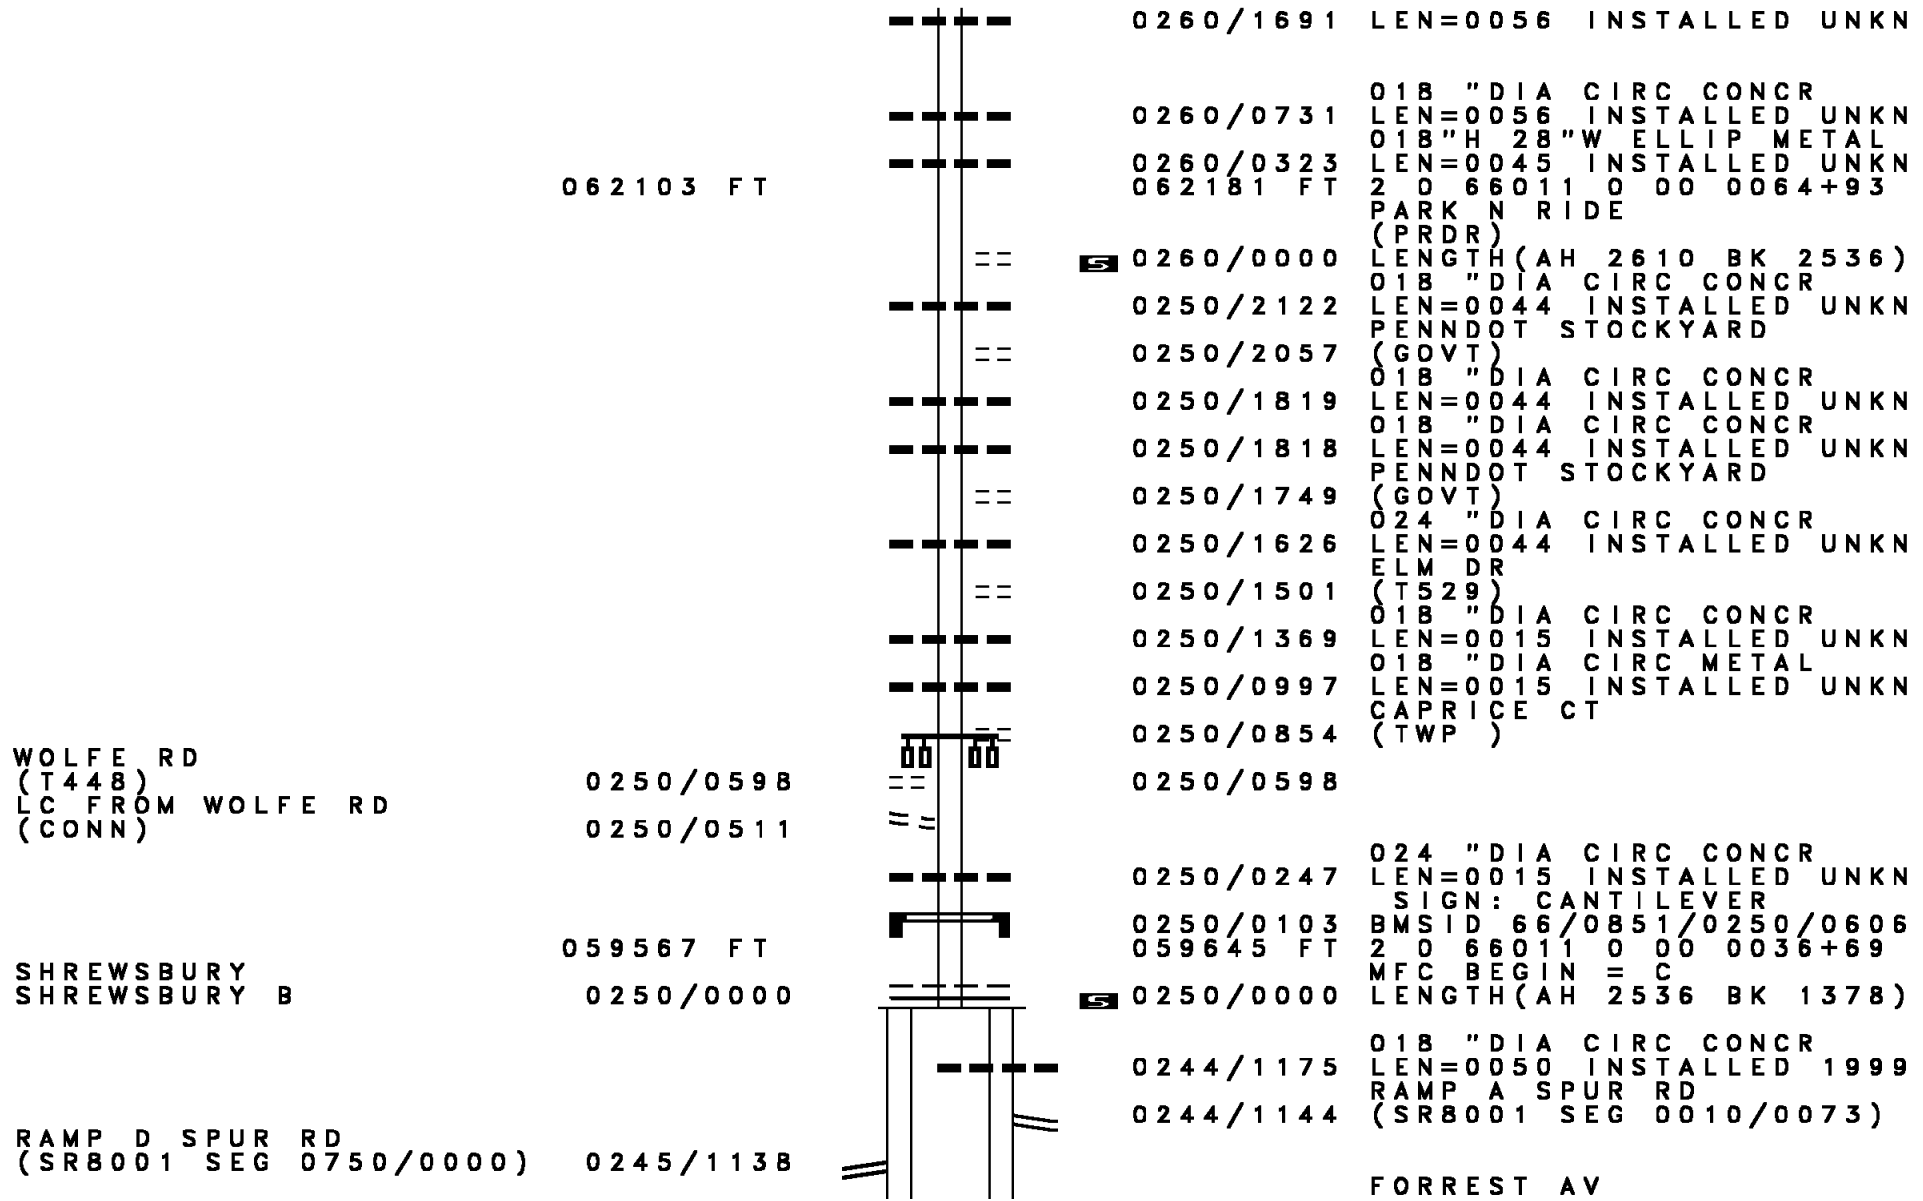 0260/1691 LEN=0056 INSTALLED UNKN
018 "DIA CIRC CONCR
0260/0731 LEN=0056 INSTALLED UNKN
018"H 28"W ELLIP METAL
0260/0323 LEN=0045 INSTALLED UNKN
062103 FT 062181 FT 2 0 66011 0 00 0064+93
PARK N RIDE
(PRDR)
S 0260/0000 LENGTH(AH 2610 BK 2536)
018 "DIA CIRC CONCR
0250/2122 LEN=0044 INSTALLED UNKN
PENNDOT STOCKYARD
0250/2057 (GOVT)
018 "DIA CIRC CONCR
0250/1819 LEN=0044 INSTALLED UNKN
018 "DIA CIRC CONCR
0250/1818 LEN=0044 INSTALLED UNKN
PENNDOT STOCKYARD
0250/1749 (GOVT)
024 "DIA CIRC CONCR
0250/1626 LEN=0044 INSTALLED UNKN
ELM DR
0250/1501 (T529)
018 "DIA CIRC CONCR
0250/1369 LEN=0015 INSTALLED UNKN
018 "DIA CIRC METAL
0250/0997 LEN=0015 INSTALLED UNKN
CAPRICE CT
0250/0854 (TWP )
WOLFE RD
(T448) 0250/0598 0250/0598
LC FROM WOLFE RD
(CONN) 0250/0511
024 "DIA CIRC CONCR
0250/0247 LEN=0015 INSTALLED UNKN
SIGN: CANTILEVER
0250/0103 BMSID 66/0851/0250/0606
059567 FT 059645 FT 2 0 66011 0 00 0036+69
SHREWSBURY MFC BEGIN = C
SHREWSBURY B 0250/0000 S 0250/0000 LENGTH(AH 2536 BK 1378)
018 "DIA CIRC CONCR
0244/1175 LEN=0050 INSTALLED 1999
RAMP A SPUR RD
0244/1144 (SR8001 SEG 0010/0073)
RAMP D SPUR RD
(SR8001 SEG 0750/0000) 0245/1138
FORREST AV